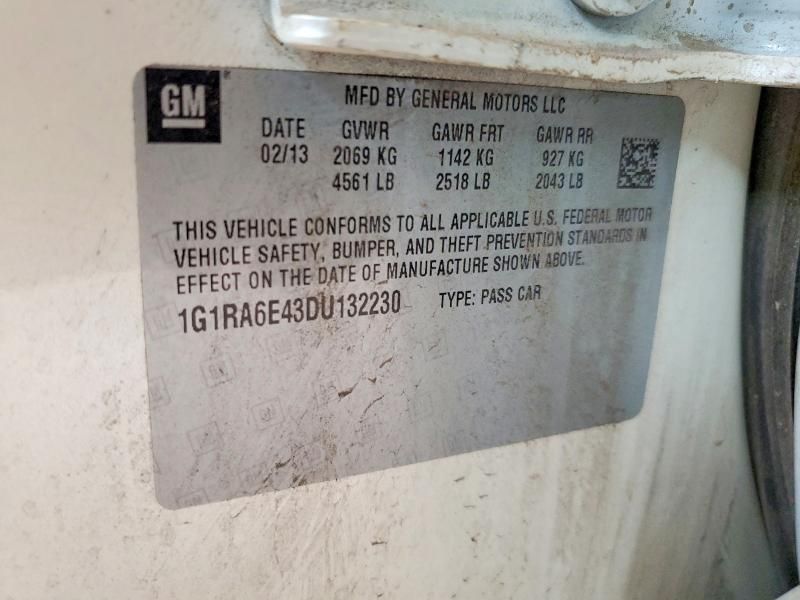 GM
MFD BY GENERAL MOTORS LLC
DATE GVWR GAWR FRT GAWR RR
02/13 2069 KG 1142 KG 927 KG
4561 LB 2518 LB 2043 LB
THIS VEHICLE CONFORMS TO ALL APPLICABLE U.S. FEDERAL MOTOR
VEHICLE SAFETY, BUMPER, AND THEFT PREVENTION STANDARDS IN
EFFECT ON THE DATE OF MANUFACTURE SHOWN ABOVE.
1G1RA6E43DU132230 TYPE: PASS CAR